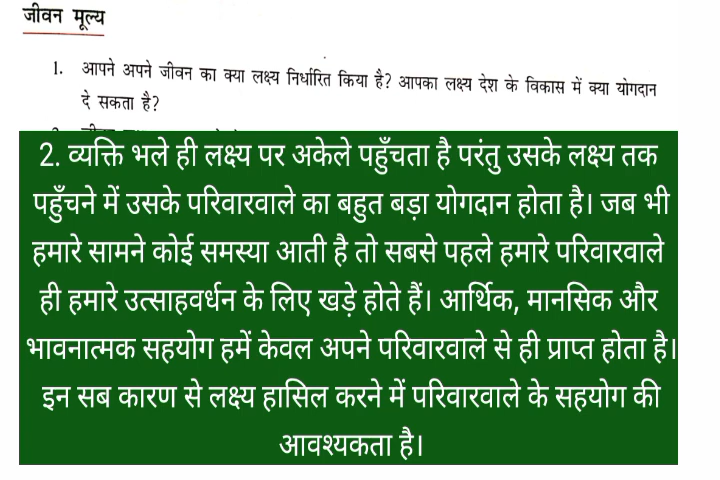 जीवन मूल्य
1. आपने अपने जीवन का क्या लक्ष्य निर्धारित किया है? आपका लक्ष्य देश के विकास में क्या योगदान
दे सकता है?
2. व्यक्ति भले ही लक्ष्य पर अकेले पहुँचता है परंतु उसके लक्ष्य तक
पहुँचने में उसके परिवारवाले का बहुत बड़ा योगदान होता है। जब भी
हमारे सामने कोई समस्या आती है तो सबसे पहले हमारे परिवारवाले
ही हमारे उत्साहवर्धन के लिए खड़े होते हैं। आर्थिक, मानसिक और
भावनात्मक सहयोग हमें केवल अपने परिवारवाले से ही प्राप्त होता है।
इन सब कारण से लक्ष्य हासिल करने में परिवारवाले के सहयोग की
आवश्यकता है।